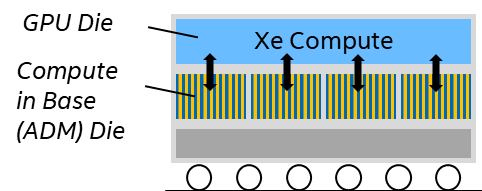 GPU Die
Xe Compute
Compute
in Base
(ADM) Die